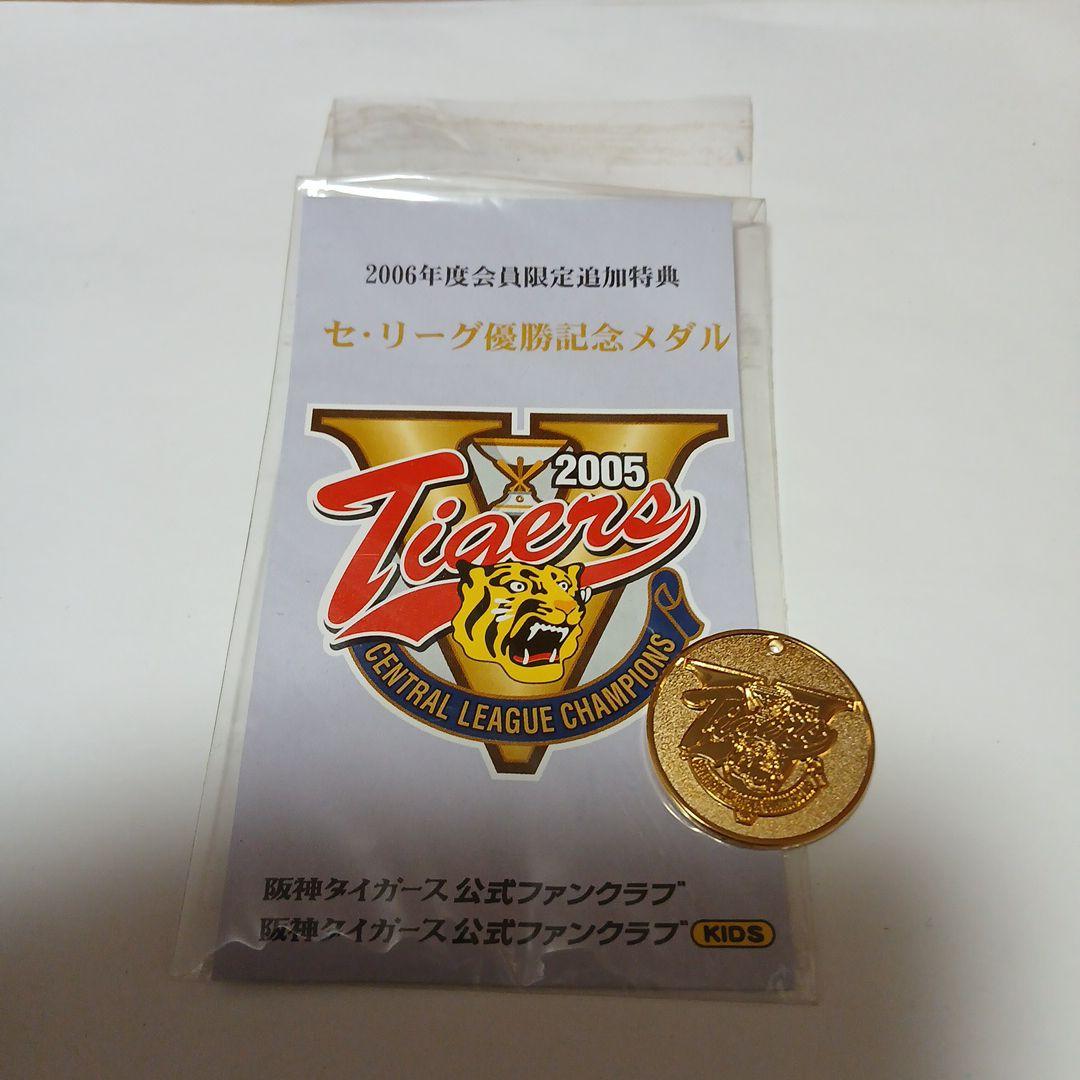 2006年度会員限定追加特典
セ・リーグ優勝記念メダル
2005
Tigers
CENTRAL LEAGUE CHAMPIONS
Tigers
阪神タイガース 公式ファンクラブ
阪神タイガース 公式ファンクラブ KIDS